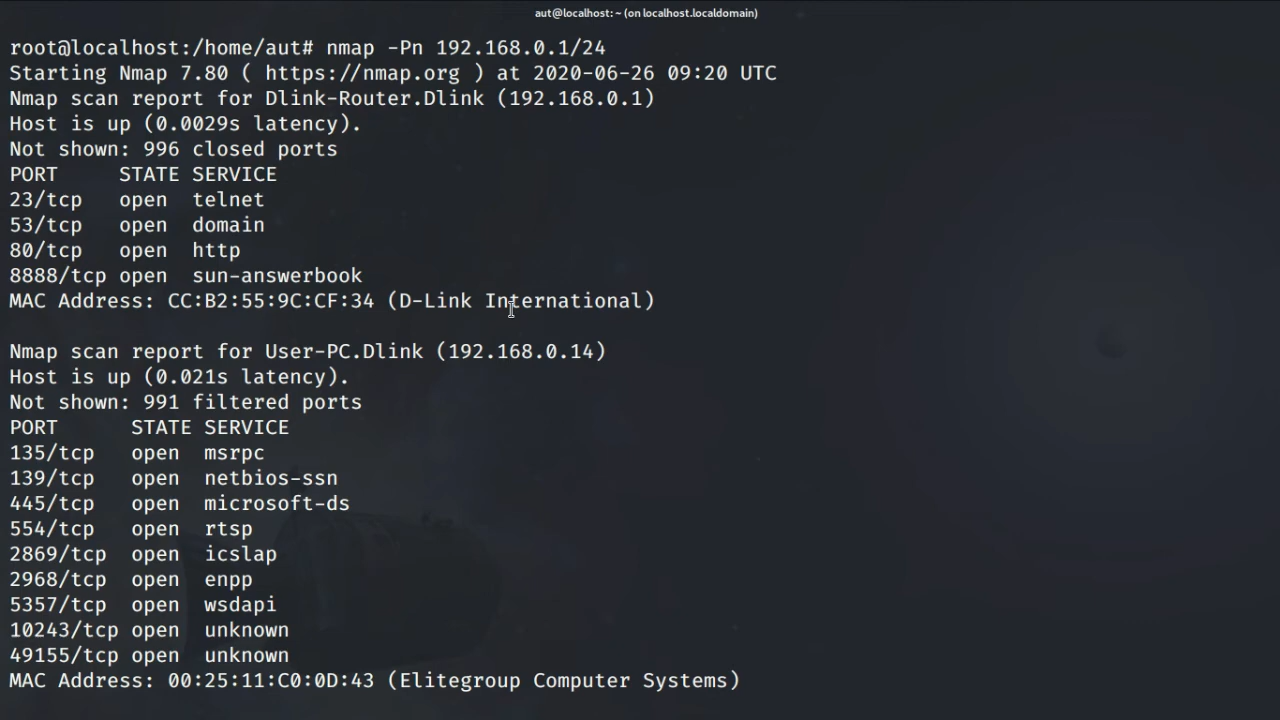 aut@localhost: ~ (on localhost.localdomain)
root@localhost:/home/aut# nmap -Pn 192.168.0.1/24
Starting Nmap 7.80 ( https://nmap.org ) at 2020-06-26 09:20 UTC
Nmap scan report for Dlink-Router.Dlink (192.168.0.1)
Host is up (0.0029s latency).
Not shown: 996 closed ports
PORT     STATE SERVICE
23/tcp   open  telnet
53/tcp   open  domain
80/tcp   open  http
8888/tcp open  sun-answerbook
MAC Address: CC:B2:55:9C:CF:34 (D-Link International)
Nmap scan report for User-PC.Dlink (192.168.0.14)
Host is up (0.021s latency).
Not shown: 991 filtered ports
PORT      STATE SERVICE
135/tcp   open  msrpc
139/tcp   open  netbios-ssn
445/tcp   open  microsoft-ds
554/tcp   open  rtsp
2869/tcp  open  icslap
2968/tcp  open  enpp
5357/tcp  open  wsdapi
10243/tcp open  unknown
49155/tcp open  unknown
MAC Address: 00:25:11:C0:0D:43 (Elitegroup Computer Systems)